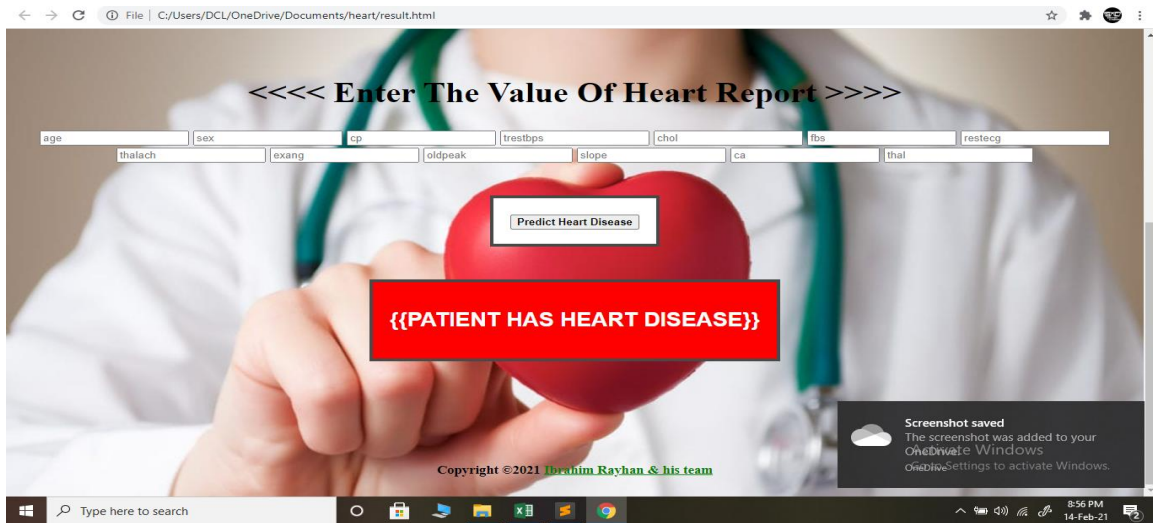 File | C:/Users/DCL/OneDrive/Documents/heart/result.html
<<<< Enter The Value Of Heart Report >>>>
age sex cp trestbps chol fbs restecg
thalach exang oldpeak slope ca thal
Predict Heart Disease
{{PATIENT HAS HEART DISEASE}}
Screenshot saved
The screenshot was added to your
OneDrive.
Activate Windows
Go to Settings to activate Windows.
OneDrive
Copyright ©2021 Ibrahim Rayhan & his team
Type here to search
8:56 PM
14-Feb-21
2